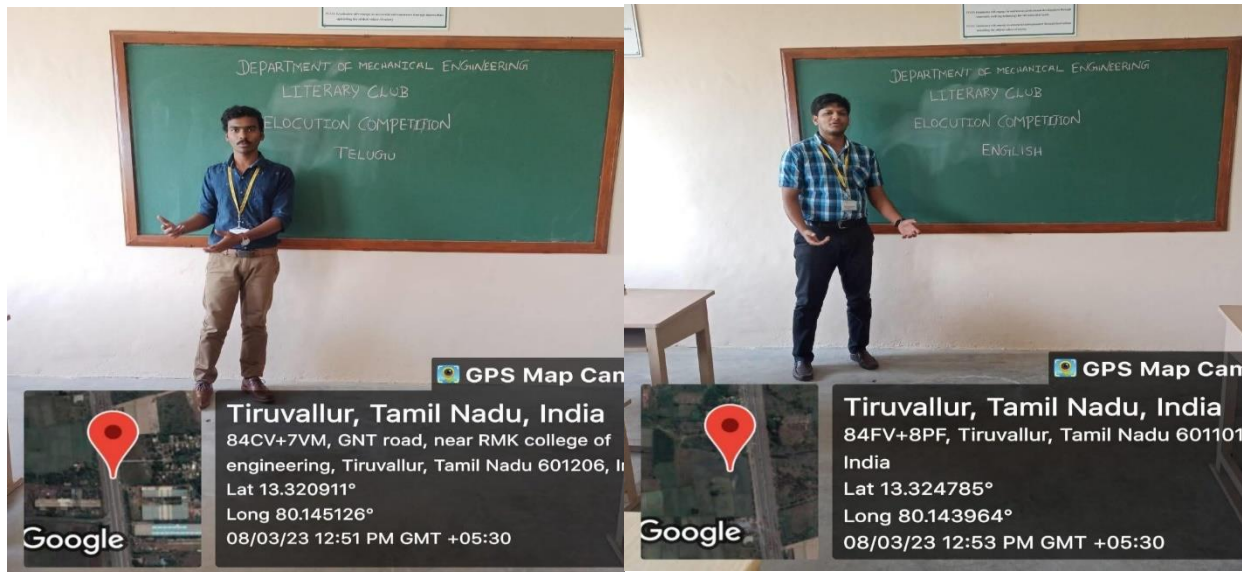 DEPARTMENT OF MECHANICAL ENGINEERING
LITERARY CLUB
ELOCUTION COMPETITION
TELUGU
GPS Map Cam
Tiruvallur, Tamil Nadu, India
84CV+7VM, GNT road, near RMK college of
engineering, Tiruvallur, Tamil Nadu 601206, In
Lat 13.320911°
Long 80.145126°
08/03/23 12:51 PM GMT +05:30
Google
DEPARTMENT OF MECHANICAL ENGINEERING
LITERARY CLUB
ELOCUTION COMPETITION
ENGLISH
GPS Map Cam
Tiruvallur, Tamil Nadu, India
84FV+8PF, Tiruvallur, Tamil Nadu 601101
India
Lat 13.324785°
Long 80.143964°
08/03/23 12:53 PM GMT +05:30
Google